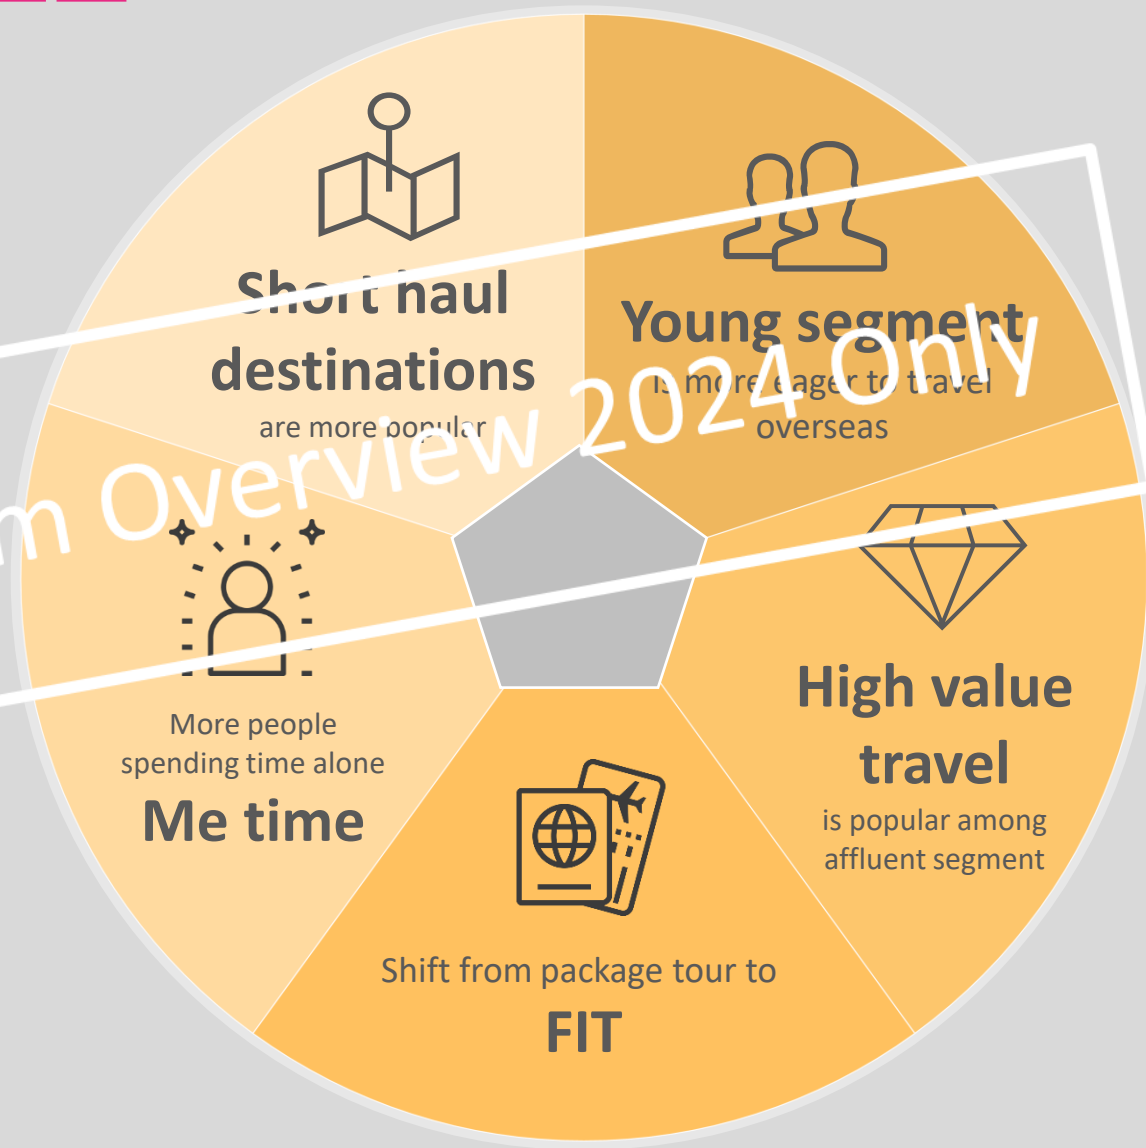 Short haul
destinations
are more popular
Young segment
is more eager to travel
overseas
High value
travel
is popular among
affluent segment
Shift from package tour to
FIT
More people
spending time alone
Me time
Overview 2024 Only